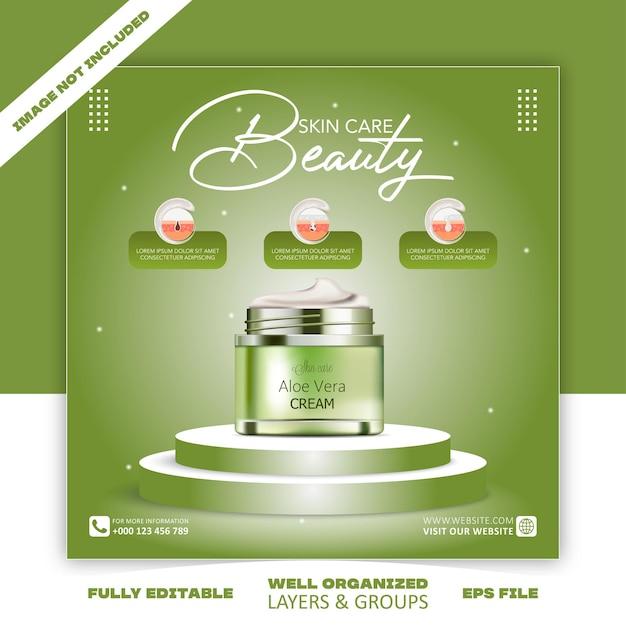 IMAGE NOT INCLUDED
SKIN CARE
Beauty
LOREM IPSUM DOLOR SIT AMET
CONSECTETUER ADIPISCING
LOREM IPSUM DOLOR SIT AMET
CONSECTETUER ADIPISCING
LOREM IPSUM DOLOR SIT AMET
CONSECTETUER ADIPISCING
Skin care
Aloe Vera
CREAM
FOR MORE INFORMATION
+000 123 456 789
WWW.WEBSITE.COM
VISIT OUR WEBSITE
FULLY EDITABLE
WELL ORGANIZED
LAYERS & GROUPS
EPS FILE